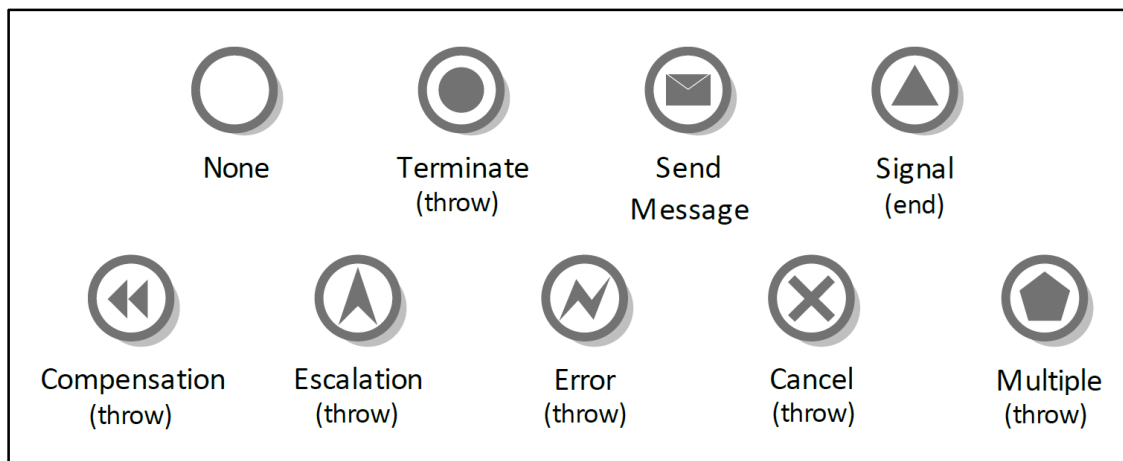 None
Terminate
(throw)
Send
Message
Signal
(end)
Compensation
(throw)
Escalation
(throw)
Error
(throw)
Cancel
(throw)
Multiple
(throw)